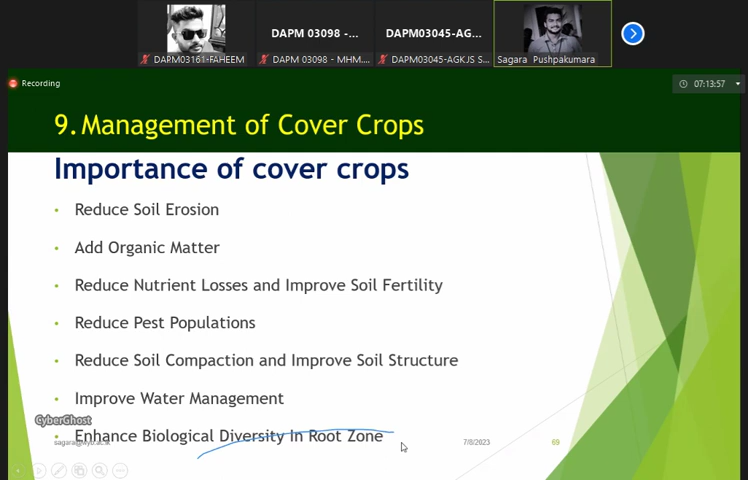 DAPM 03098 -
DAPM03045-AG...
DARM03161-FAHEEM
DAPM 03098 - MHM....
DAPM03045-AGKJS S...
Sagara Pushpakumara
Recording
07:13:57
9. Management of Cover Crops
Importance of cover crops
• Reduce Soil Erosion
• Add Organic Matter
• Reduce Nutrient Losses and Improve Soil Fertility
• Reduce Pest Populations
• Reduce Soil Compaction and Improve Soil Structure
• Improve Water Management
CyberGhost
• Enhance Biological Diversity In Root Zone
7/8/2023
69